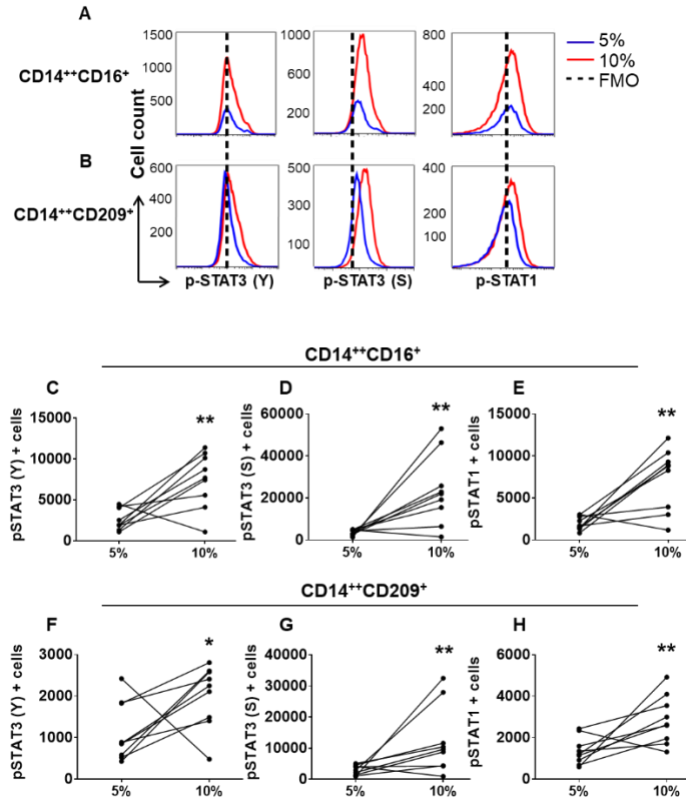 A
1500
1000
500
1000
600
200
800
400
200
5%
10%
FMO
CD14⁺⁺CD16⁺
Cell count
B
600
400
200
500
300
100
400
200
100
CD14⁺⁺CD209⁺
p-STAT3 (Y)
p-STAT3 (S)
p-STAT1
CD14⁺⁺CD16⁺
C
D
E
pSTAT3 (Y) + cells
15000
10000
5000
0
**
5%
10%
pSTAT3 (S) + cells
60000
40000
20000
0
**
5%
10%
pSTAT1 + cells
15000
10000
5000
0
**
5%
10%
CD14⁺⁺CD209⁺
F
G
H
pSTAT3 (Y) + cells
3000
2000
1000
0
*
5%
10%
pSTAT3 (S) + cells
40000
30000
20000
10000
0
**
5%
10%
pSTAT1 + cells
6000
4000
2000
0
**
5%
10%